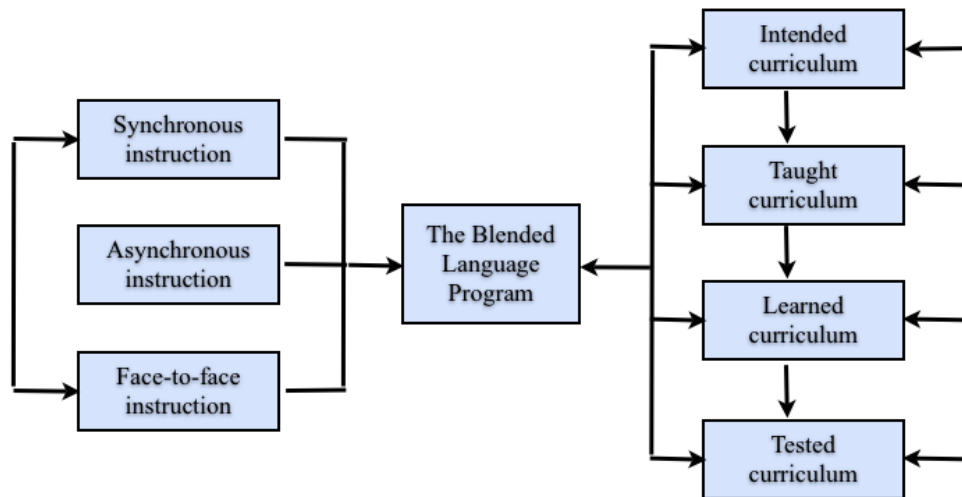 Synchronous
instruction
Asynchronous
instruction
Face-to-face
instruction
The Blended
Language
Program
Intended
curriculum
Taught
curriculum
Learned
curriculum
Tested
curriculum